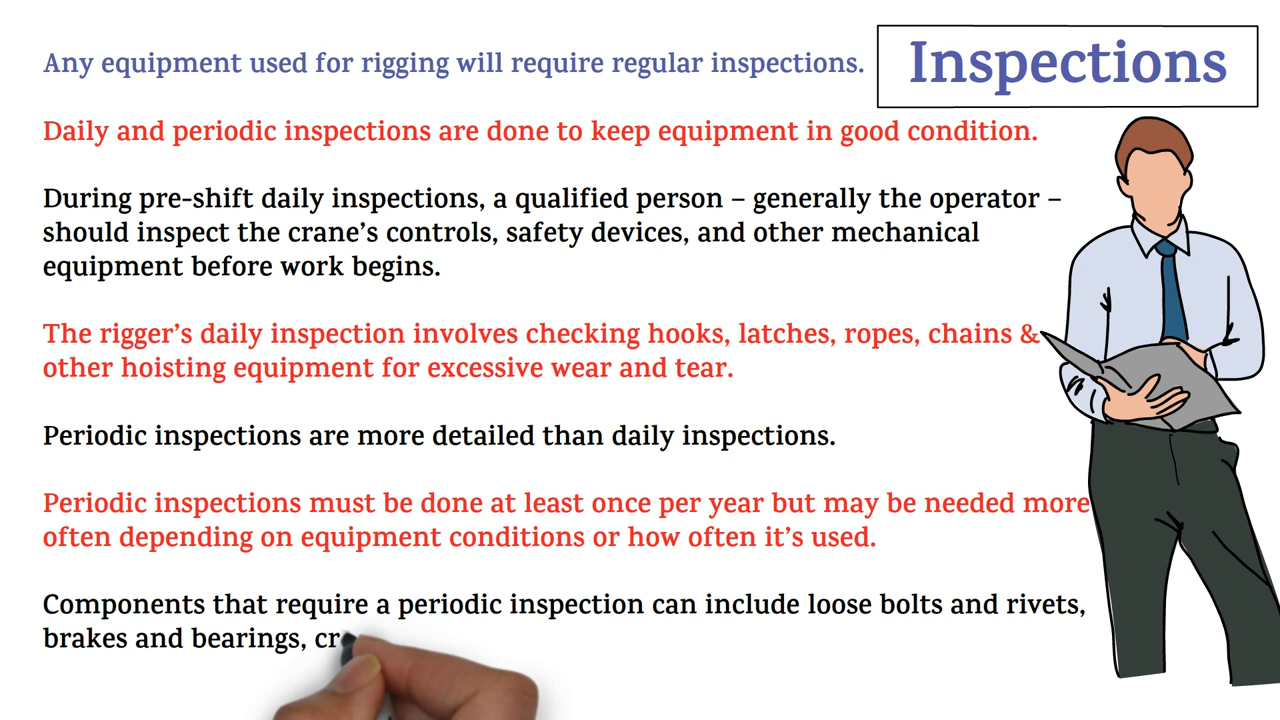 Inspections
Any equipment used for rigging will require regular inspections.
Daily and periodic inspections are done to keep equipment in good condition.
During pre-shift daily inspections, a qualified person – generally the operator –
should inspect the crane’s controls, safety devices, and other mechanical
equipment before work begins.
The rigger’s daily inspection involves checking hooks, latches, ropes, chains &
other hoisting equipment for excessive wear and tear.
Periodic inspections are more detailed than daily inspections.
Periodic inspections must be done at least once per year but may be needed more
often depending on equipment conditions or how often it’s used.
Components that require a periodic inspection can include loose bolts and rivets,
brakes and bearings,